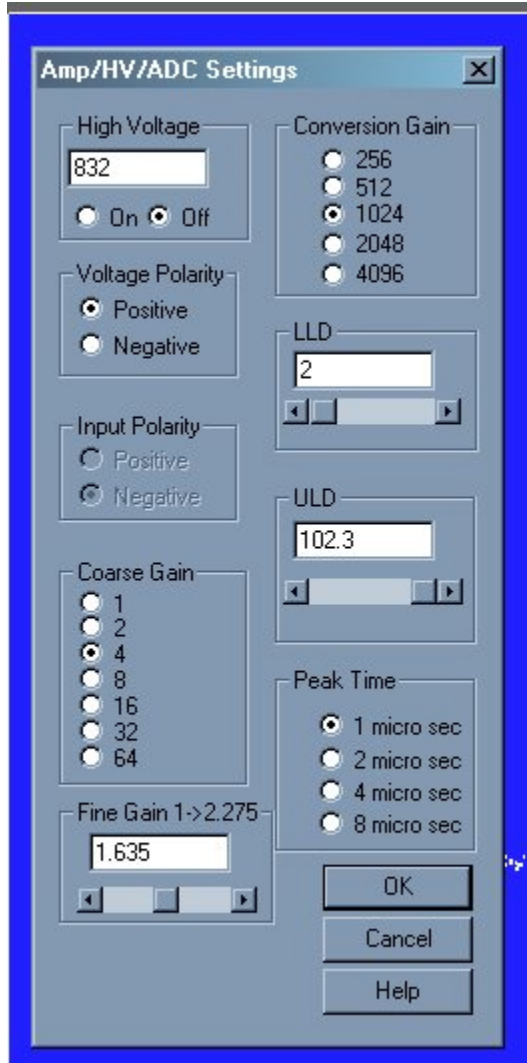 Amp/HV/ADC Settings
High Voltage
832
On Off
Voltage Polarity
Positive
Negative
Input Polarity
Positive
Negative
Coarse Gain
1
2
4
8
16
32
64
Fine Gain 1->2.275
1.635
Conversion Gain
256
512
1024
2048
4096
LLD
2
ULD
102.3
Peak Time
1 micro sec
2 micro sec
4 micro sec
8 micro sec
OK
Cancel
Help